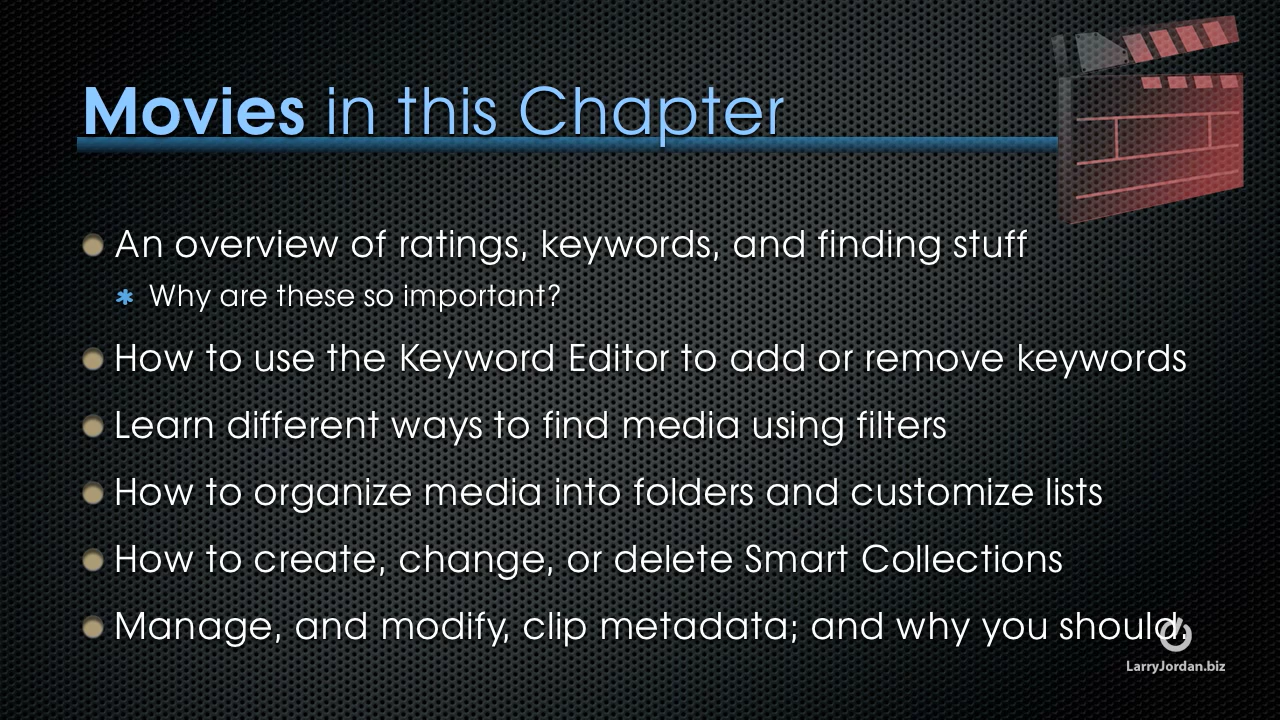 Movies in this Chapter
An overview of ratings, keywords, and finding stuff
Why are these so important?
How to use the Keyword Editor to add or remove keywords
Learn different ways to find media using filters
How to organize media into folders and customize lists
How to create, change, or delete Smart Collections
Manage, and modify, clip metadata; and why you should.
LarryJordan.biz